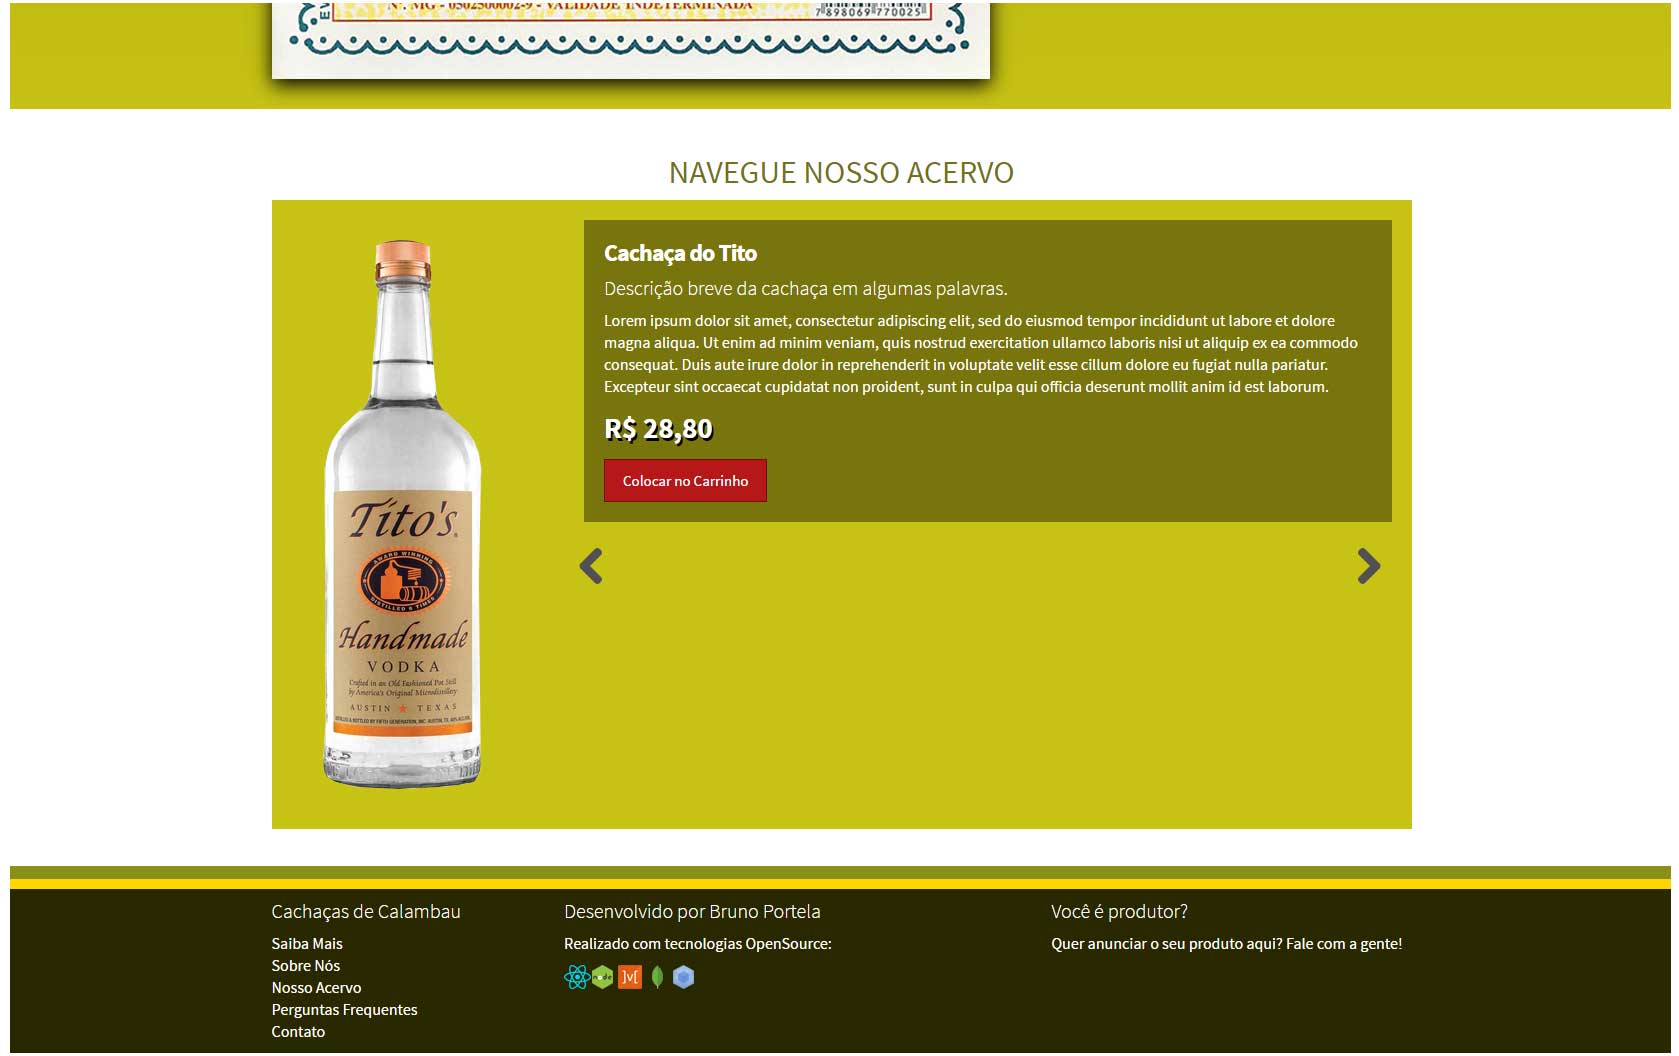 Nº. MG - 0502500002-9 - VALIDADE INDETERMINADA
7 898069 770025
NAVEGUE NOSSO ACERVO
Cachaça do Tito
Descrição breve da cachaça em algumas palavras.
Lorem ipsum dolor sit amet, consectetur adipiscing elit, sed do eiusmod tempor incididunt ut labore et dolore
magna aliqua. Ut enim ad minim veniam, quis nostrud exercitation ullamco laboris nisi ut aliquip ex ea commodo
consequat. Duis aute irure dolor in reprehenderit in voluptate velit esse cillum dolore eu fugiat nulla pariatur.
Excepteur sint occaecat cupidatat non proident, sunt in culpa qui officia deserunt mollit anim id est laborum.
R$ 28,80
Colocar no Carrinho
Tito's
AWARD WINNING
DISTILLED 6 TIMES
Handmade
VODKA
Crafted in an Old Fashioned Pot Still
by America's Original Microdistillery
AUSTIN TEXAS
DISTILLED & BOTTLED BY FIFTH GENERATION, INC. AUSTIN, TX.
Cachaças de Calambau
Saiba Mais
Sobre Nós
Nosso Acervo
Perguntas Frequentes
Contato
Desenvolvido por Bruno Portela
Realizado com tecnologias OpenSource:
node
]v[
Você é produtor?
Quer anunciar o seu produto aqui? Fale com a gente!